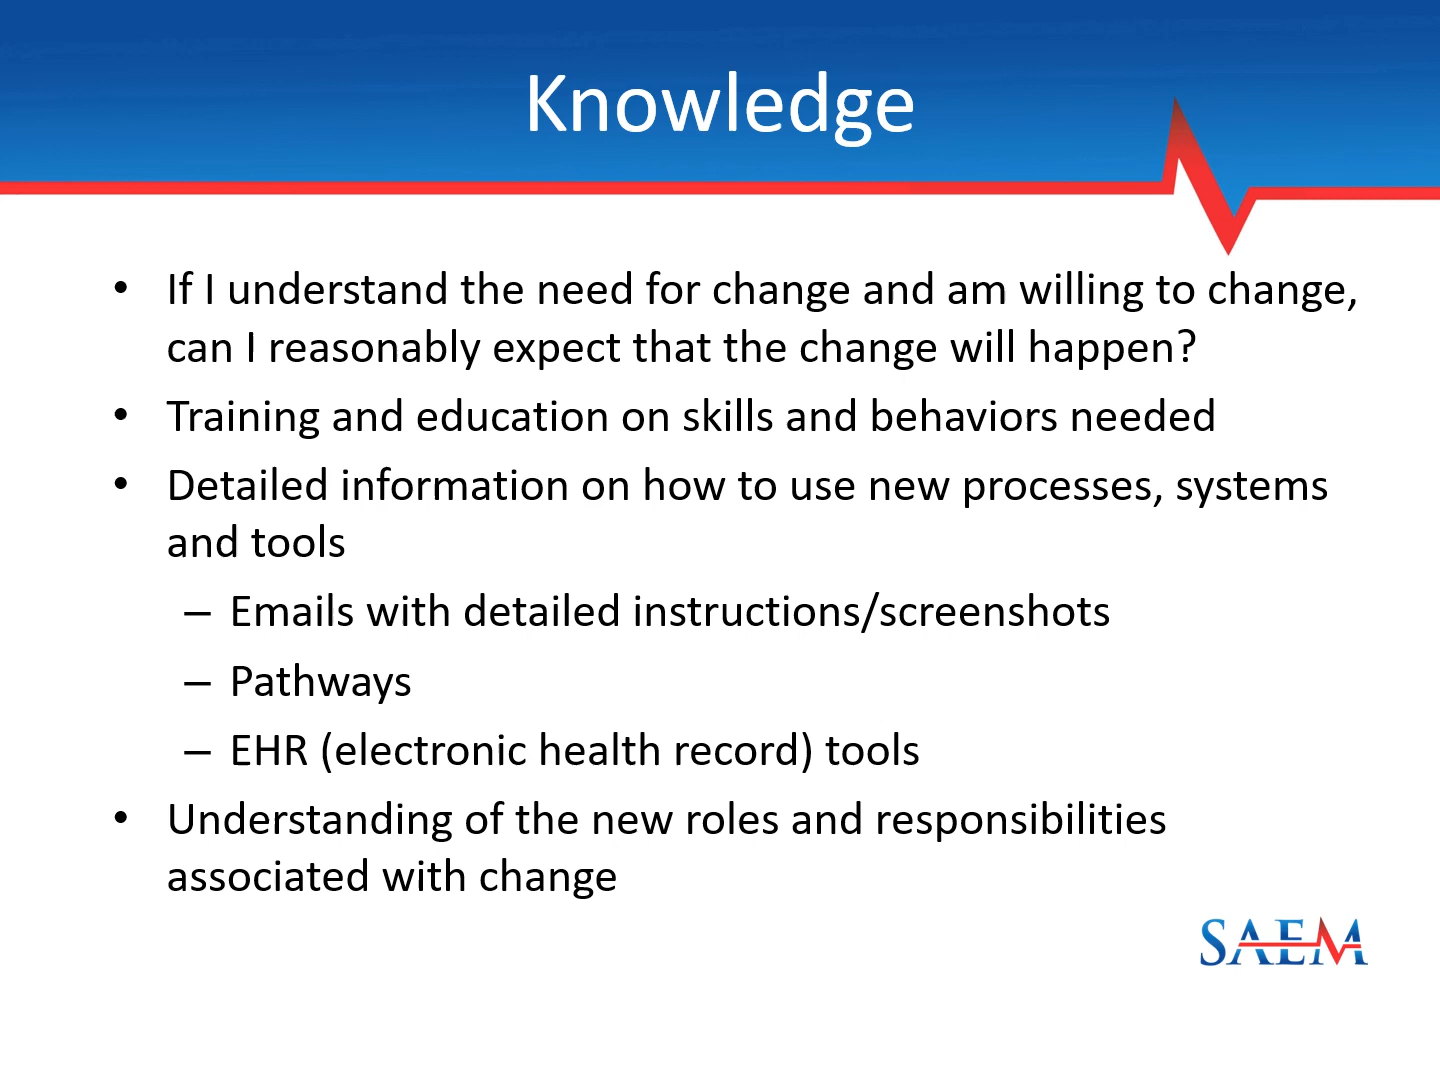 Knowledge
• If I understand the need for change and am willing to change,
can I reasonably expect that the change will happen?
• Training and education on skills and behaviors needed
• Detailed information on how to use new processes, systems
and tools
– Emails with detailed instructions/screenshots
– Pathways
– EHR (electronic health record) tools
• Understanding of the new roles and responsibilities
associated with change
SAEM